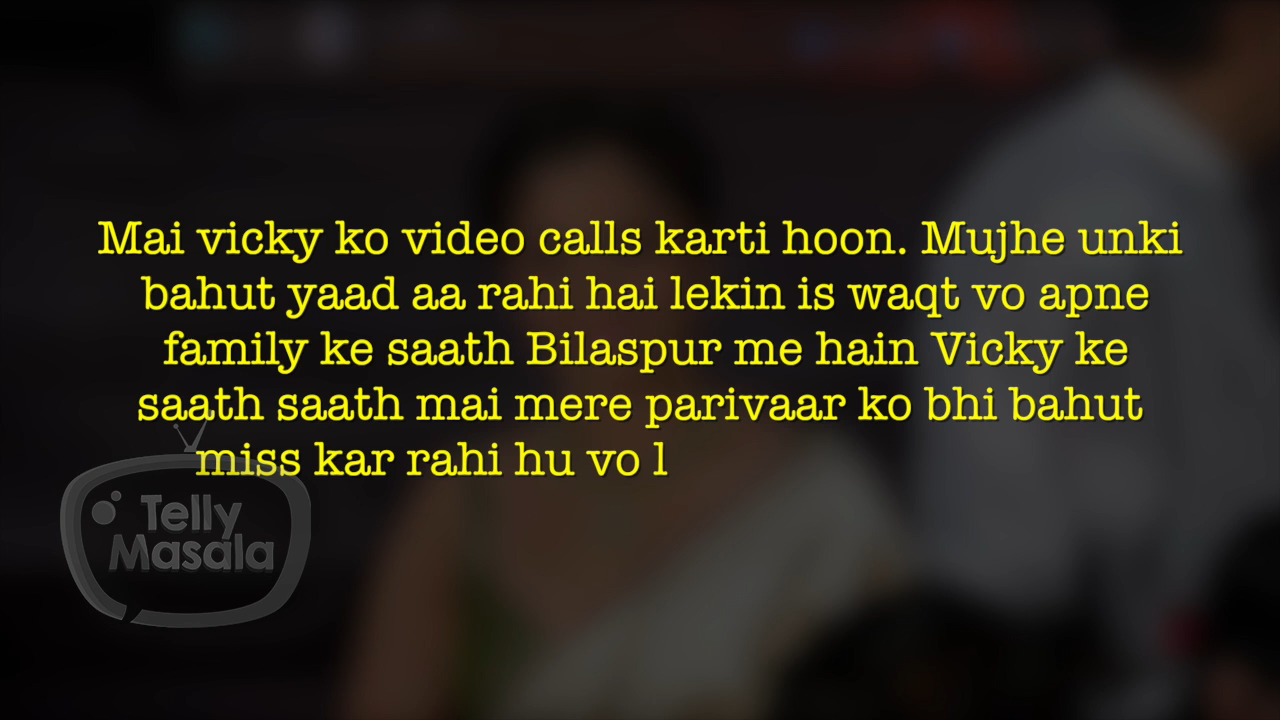 Mai vicky ko video calls karti hoon. Mujhe unki
bahut yaad aa rahi hai lekin is waqt vo apne
family ke saath Bilaspur me hain Vicky ke
saath saath mai mere parivaar ko bhi bahut
miss kar rahi hu vo l
Telly
Masala